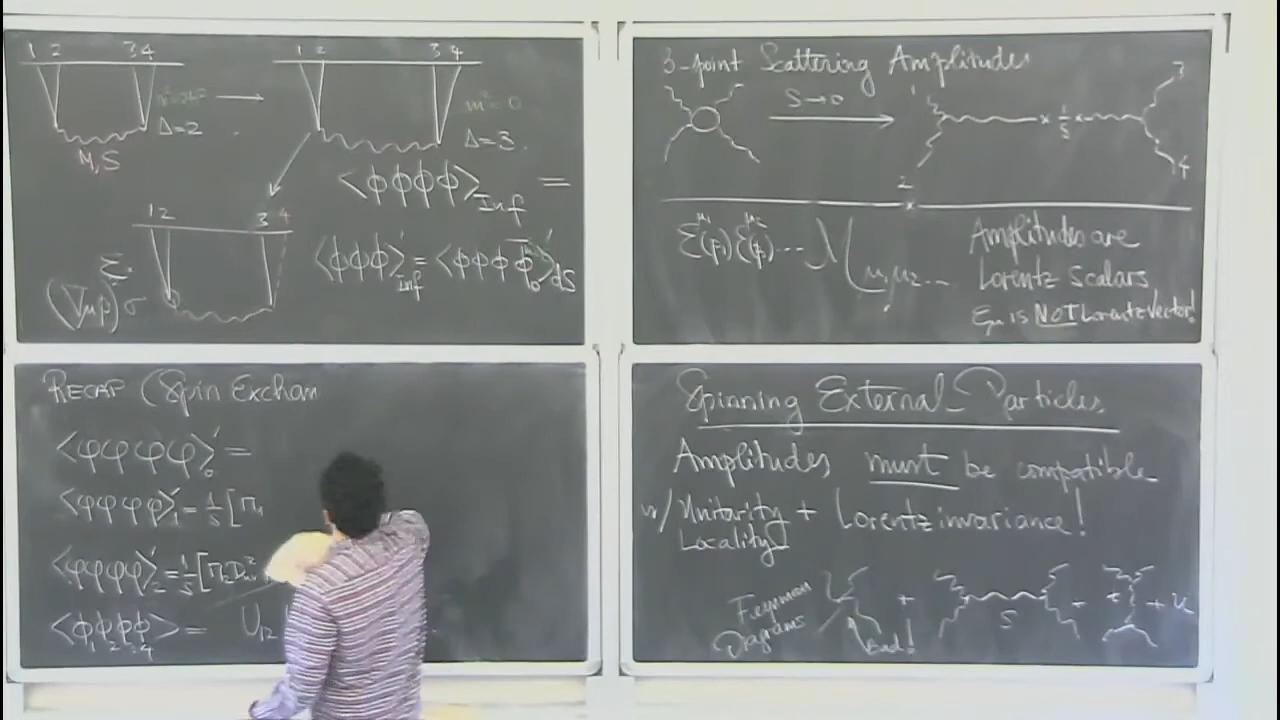 1 2 3 4
Δ=2
M,S
1 2 3 4
m²=0
Δ=3
<ϕϕϕϕ>Inf =
1 2 3 4
<ϕϕϕ>'Inf = <ϕϕϕϕ>' dS
3-point Scattering Amplitudes
S→0
1 2 × 1/S × 3 4
Amplitudes are
Lorentz Scalars
εμ is NOT Lorentz Vector!
RECAP (Spin Exchan
<φφφφ>'₀ =
<φφφφ>'₁ = 1/S [Π₁
<φφφφ>'₂ = 1/S [Π₂D²
<ϕ₁ϕ₂ϕ₃ϕ₄> = U₁₂
Spinning External Particles
Amplitudes must be compatible
w/ Unitarity + Lorentz invariance!
Locality
Feynman
Diagrams
+ S + t + u
Bad!